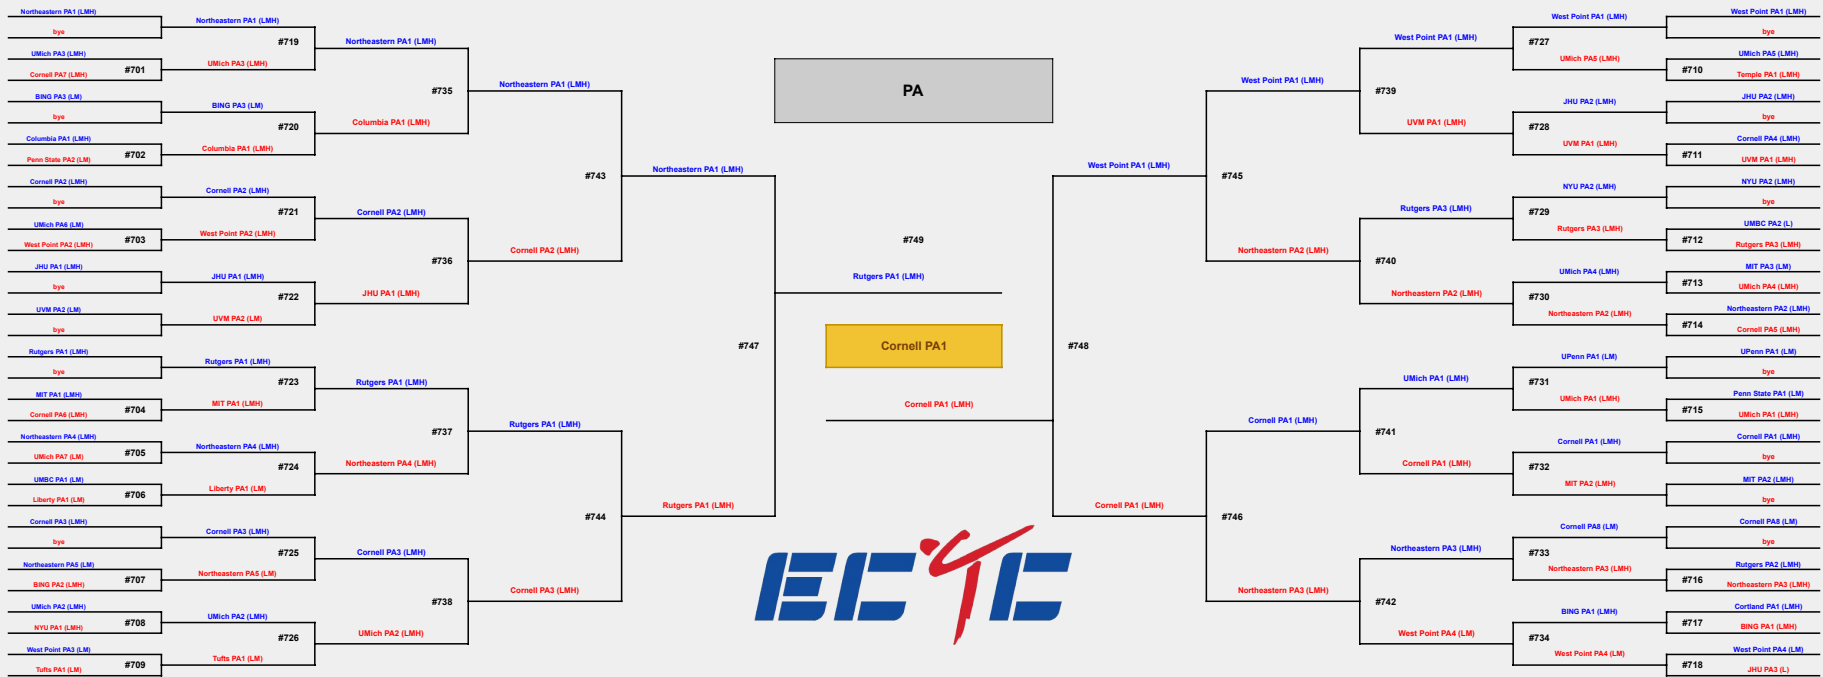 Northeastern PA1 (LMH)
bye
UMich PA3 (LMH)
#701
Cornell PA7 (LMH)
BING PA3 (LM)
bye
Columbia PA1 (LMH)
#702
Penn State PA2 (LM)
Cornell PA2 (LMH)
bye
UMich PA6 (LM)
#703
West Point PA2 (LMH)
JHU PA1 (LMH)
bye
UVM PA2 (LM)
bye
Rutgers PA1 (LMH)
bye
MIT PA1 (LMH)
#704
Cornell PA6 (LMH)
Northeastern PA4 (LMH)
#705
UMich PA7 (LM)
UMBC PA1 (LM)
#706
Liberty PA1 (LM)
Cornell PA3 (LMH)
bye
Northeastern PA5 (LM)
#707
BING PA2 (LMH)
UMich PA2 (LMH)
#708
NYU PA1 (LMH)
West Point PA3 (LM)
#709
Tufts PA1 (LM)
Northeastern PA1 (LMH)
#719
UMich PA3 (LMH)
BING PA3 (LM)
#720
Columbia PA1 (LMH)
Cornell PA2 (LMH)
#721
West Point PA2 (LMH)
JHU PA1 (LMH)
#722
UVM PA2 (LM)
Rutgers PA1 (LMH)
#723
MIT PA1 (LMH)
Northeastern PA4 (LMH)
#724
Liberty PA1 (LM)
Cornell PA3 (LMH)
#725
Northeastern PA5 (LM)
UMich PA2 (LMH)
#726
Tufts PA1 (LM)
Northeastern PA1 (LMH)
#735
Columbia PA1 (LMH)
Cornell PA2 (LMH)
#736
JHU PA1 (LMH)
Rutgers PA1 (LMH)
#737
Northeastern PA4 (LMH)
Cornell PA3 (LMH)
#738
UMich PA2 (LMH)
Northeastern PA1 (LMH)
#743
Cornell PA2 (LMH)
Rutgers PA1 (LMH)
#744
Cornell PA3 (LMH)
Northeastern PA1 (LMH)
#747
Rutgers PA1 (LMH)
PA
#749
Rutgers PA1 (LMH)
Cornell PA1
Cornell PA1 (LMH)
ECTC
West Point PA1 (LMH)
#748
Cornell PA1 (LMH)
West Point PA1 (LMH)
#745
Northeastern PA2 (LMH)
Cornell PA1 (LMH)
#746
Northeastern PA3 (LMH)
West Point PA1 (LMH)
#739
UVM PA1 (LMH)
Rutgers PA3 (LMH)
#740
Northeastern PA2 (LMH)
UMich PA1 (LMH)
#741
Cornell PA1 (LMH)
Northeastern PA3 (LMH)
#742
West Point PA4 (LM)
West Point PA1 (LMH)
#727
UMich PA5 (LMH)
JHU PA2 (LMH)
#728
UVM PA1 (LMH)
NYU PA2 (LMH)
#729
Rutgers PA3 (LMH)
UMich PA4 (LMH)
#730
Northeastern PA2 (LMH)
UPenn PA1 (LM)
#731
UMich PA1 (LMH)
Cornell PA1 (LMH)
#732
MIT PA2 (LMH)
Cornell PA8 (LM)
#733
Northeastern PA3 (LMH)
BING PA1 (LMH)
#734
West Point PA4 (LM)
West Point PA1 (LMH)
bye
UMich PA5 (LMH)
#710
Temple PA1 (LMH)
JHU PA2 (LMH)
bye
Cornell PA4 (LMH)
#711
UVM PA1 (LMH)
NYU PA2 (LMH)
bye
UMBC PA2 (L)
#712
Rutgers PA3 (LMH)
MIT PA3 (LM)
#713
UMich PA4 (LMH)
Northeastern PA2 (LMH)
#714
Cornell PA5 (LMH)
UPenn PA1 (LM)
bye
Penn State PA1 (LM)
#715
UMich PA1 (LMH)
Cornell PA1 (LMH)
bye
MIT PA2 (LMH)
bye
Cornell PA8 (LM)
bye
Rutgers PA2 (LMH)
#716
Northeastern PA3 (LMH)
Cortland PA1 (LMH)
#717
BING PA1 (LMH)
West Point PA4 (LM)
#718
JHU PA3 (L)